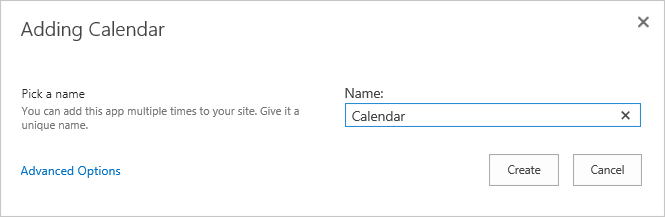 Adding Calendar
Pick a name
You can add this app multiple times to your site. Give it a
unique name.
Name:
Calendar
Advanced Options
Create
Cancel